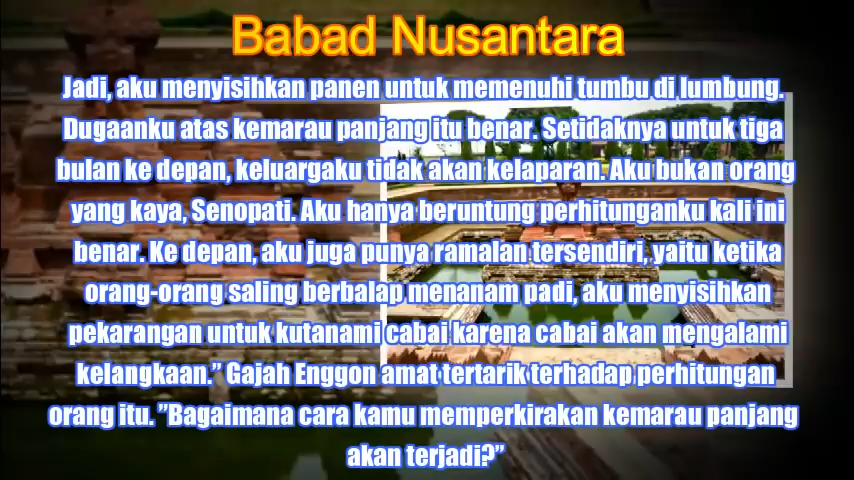 Babad Nusantara
Jadi, aku menyisihkan panen untuk memenuhi tumbu di lumbung.
Dugaanku atas kemarau panjang itu benar. Setidaknya untuk tiga
bulan ke depan, keluargaku tidak akan kelaparan. Aku bukan orang
yang kaya, Senopati. Aku hanya beruntung perhitunganku kali ini
benar. Ke depan, aku juga punya ramalan tersendiri, yaitu ketika
orang-orang saling berbalap menanam padi, aku menyisihkan
pekarangan untuk kutanami cabai karena cabai akan mengalami
kelangkaan.” Gajah Enggon amat tertarik terhadap perhitungan
orang itu. ”Bagaimana cara kamu memperkirakan kemarau panjang
akan terjadi?”